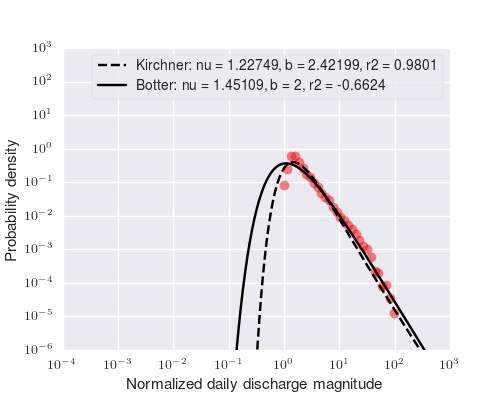 Kirchner: nu = 1.22749, b = 2.42199, r2 = 0.9801
Botter: nu = 1.45109, b = 2, r2 = -0.6624
10³
10²
10¹
10⁰
10⁻¹
10⁻²
10⁻³
10⁻⁴
10⁻⁵
10⁻⁶
Probability density
10⁻⁴ 10⁻³ 10⁻² 10⁻¹ 10⁰ 10¹ 10² 10³
Normalized daily discharge magnitude